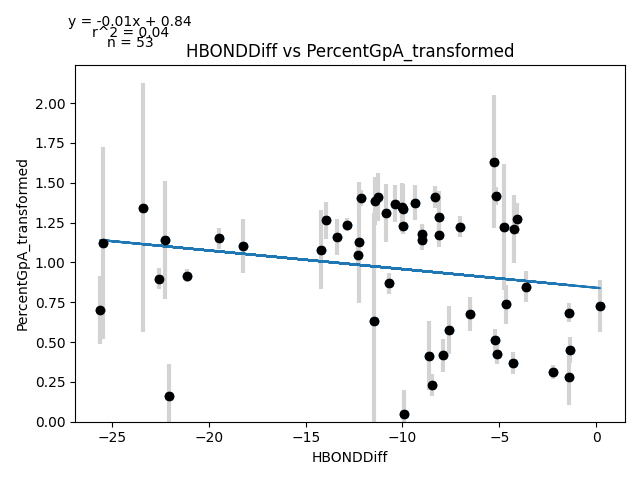 y = -0.01x + 0.84
r^2 = 0.04
n = 53
HBONDDiff vs PercentGpA_transformed
2.00
1.75
1.50
1.25
1.00
0.75
0.50
0.25
0.00
PercentGpA_transformed
−25 −20 −15 −10 −5 0
HBONDDiff